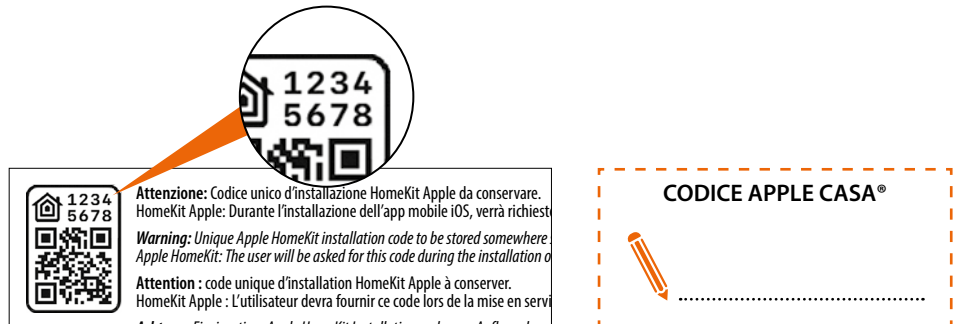 1234
5678
1234
5678
Attenzione: Codice unico d'installazione HomeKit Apple da conservare.
HomeKit Apple: Durante l'installazione dell'app mobile iOS, verrà richiest
Warning: Unique Apple HomeKit installation code to be stored somewhere
Apple HomeKit: The user will be asked for this code during the installation o
Attention : code unique d'installation HomeKit Apple à conserver.
HomeKit Apple : L'utilisateur devra fournir ce code lors de la mise en servi
CODICE APPLE CASA®